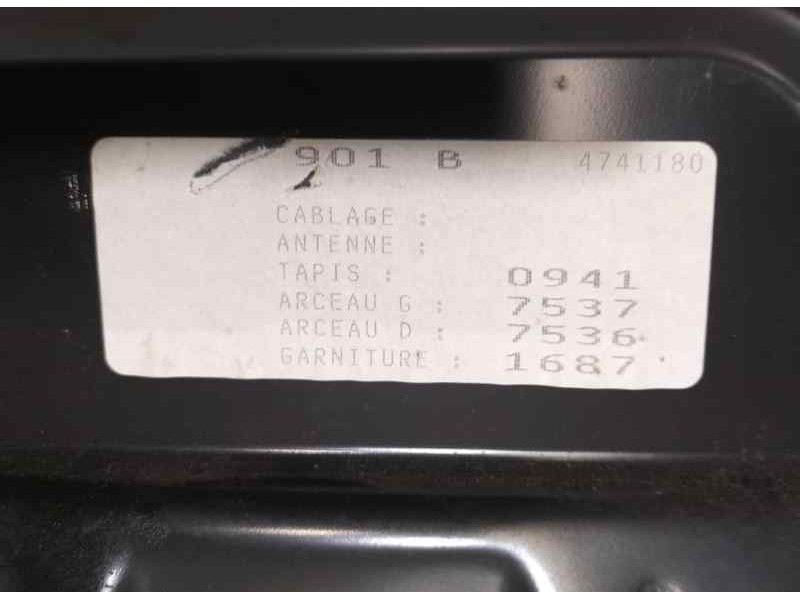 901 B 4741180
CABLAGE :
ANTENNE :
TAPIS : 0941
ARCEAU G : 7537
ARCEAU D : 7536
GARNITURE : 1687